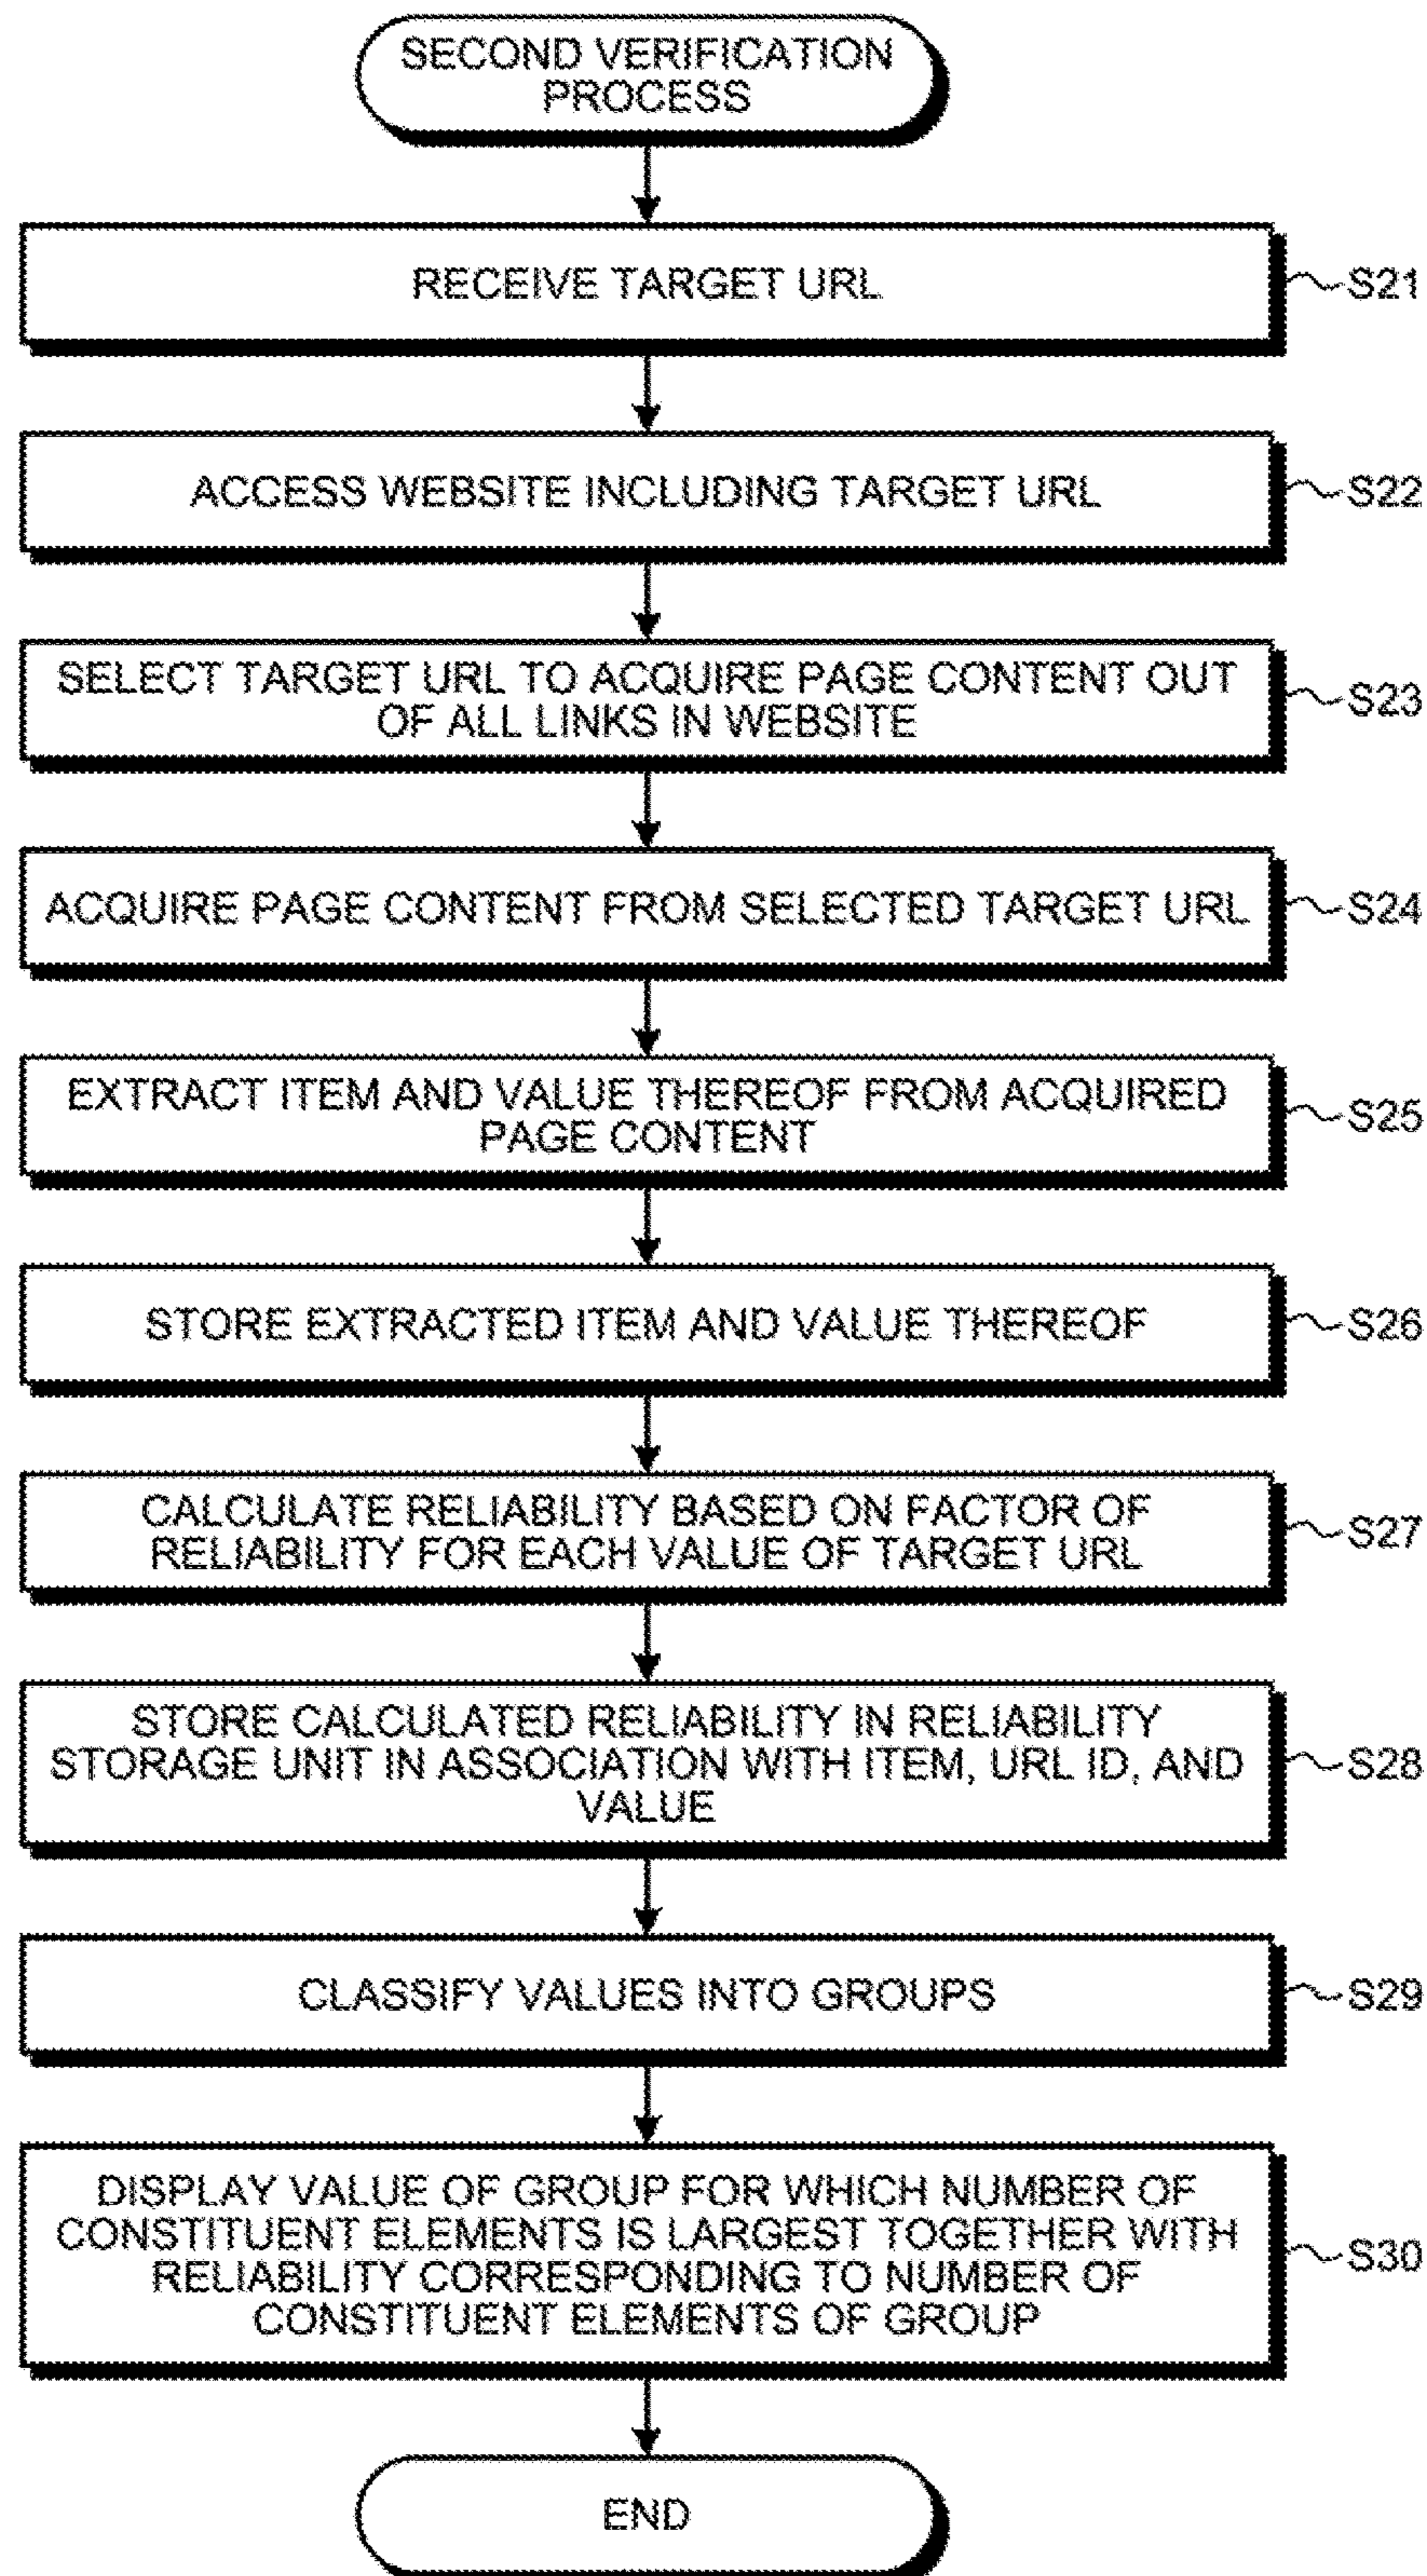 SECOND VERIFICATION
PROCESS
RECEIVE TARGET URL
S21
ACCESS WEBSITE INCLUDING TARGET URL
S22
SELECT TARGET URL TO ACQUIRE PAGE CONTENT OUT
OF ALL LINKS IN WEBSITE
S23
ACQUIRE PAGE CONTENT FROM SELECTED TARGET URL
S24
EXTRACT ITEM AND VALUE THEREOF FROM ACQUIRED
PAGE CONTENT
S25
STORE EXTRACTED ITEM AND VALUE THEREOF
S26
CALCULATE RELIABILITY BASED ON FACTOR OF
RELIABILITY FOR EACH VALUE OF TARGET URL
S27
STORE CALCULATED RELIABILITY IN RELIABILITY
STORAGE UNIT IN ASSOCIATION WITH ITEM, URL ID, AND
VALUE
S28
CLASSIFY VALUES INTO GROUPS
S29
DISPLAY VALUE OF GROUP FOR WHICH NUMBER OF
CONSTITUENT ELEMENTS IS LARGEST TOGETHER WITH
RELIABILITY CORRESPONDING TO NUMBER OF
CONSTITUENT ELEMENTS OF GROUP
S30
END